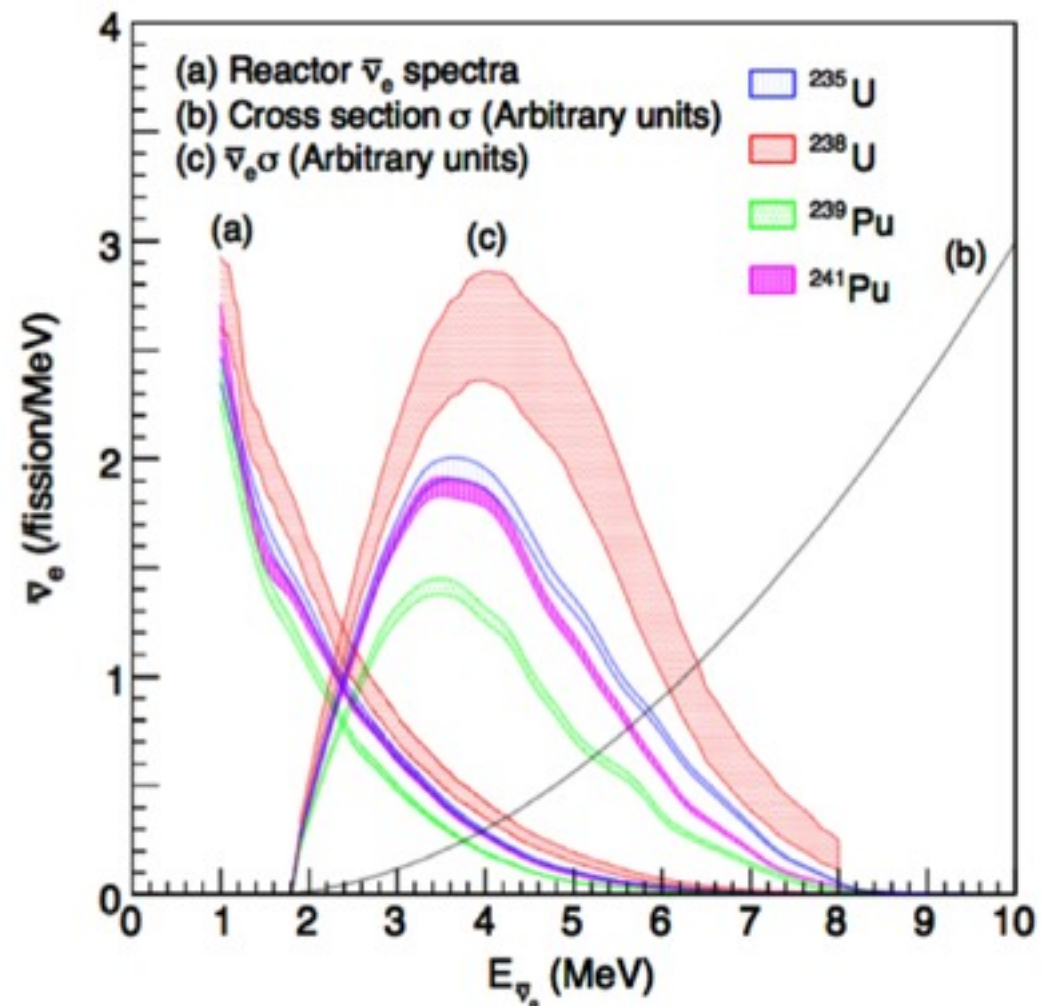 4
(a) Reactor ν̅ₑ spectra
(b) Cross section σ (Arbitrary units)
(c) ν̅ₑσ (Arbitrary units)
²³⁵U
²³⁸U
²³⁹Pu
²⁴¹Pu
3
(a)
(c)
(b)
2
1
0
ν̅ₑ (/fission/MeV)
0 1 2 3 4 5 6 7 8 9 10
E_ν̅ₑ (MeV)